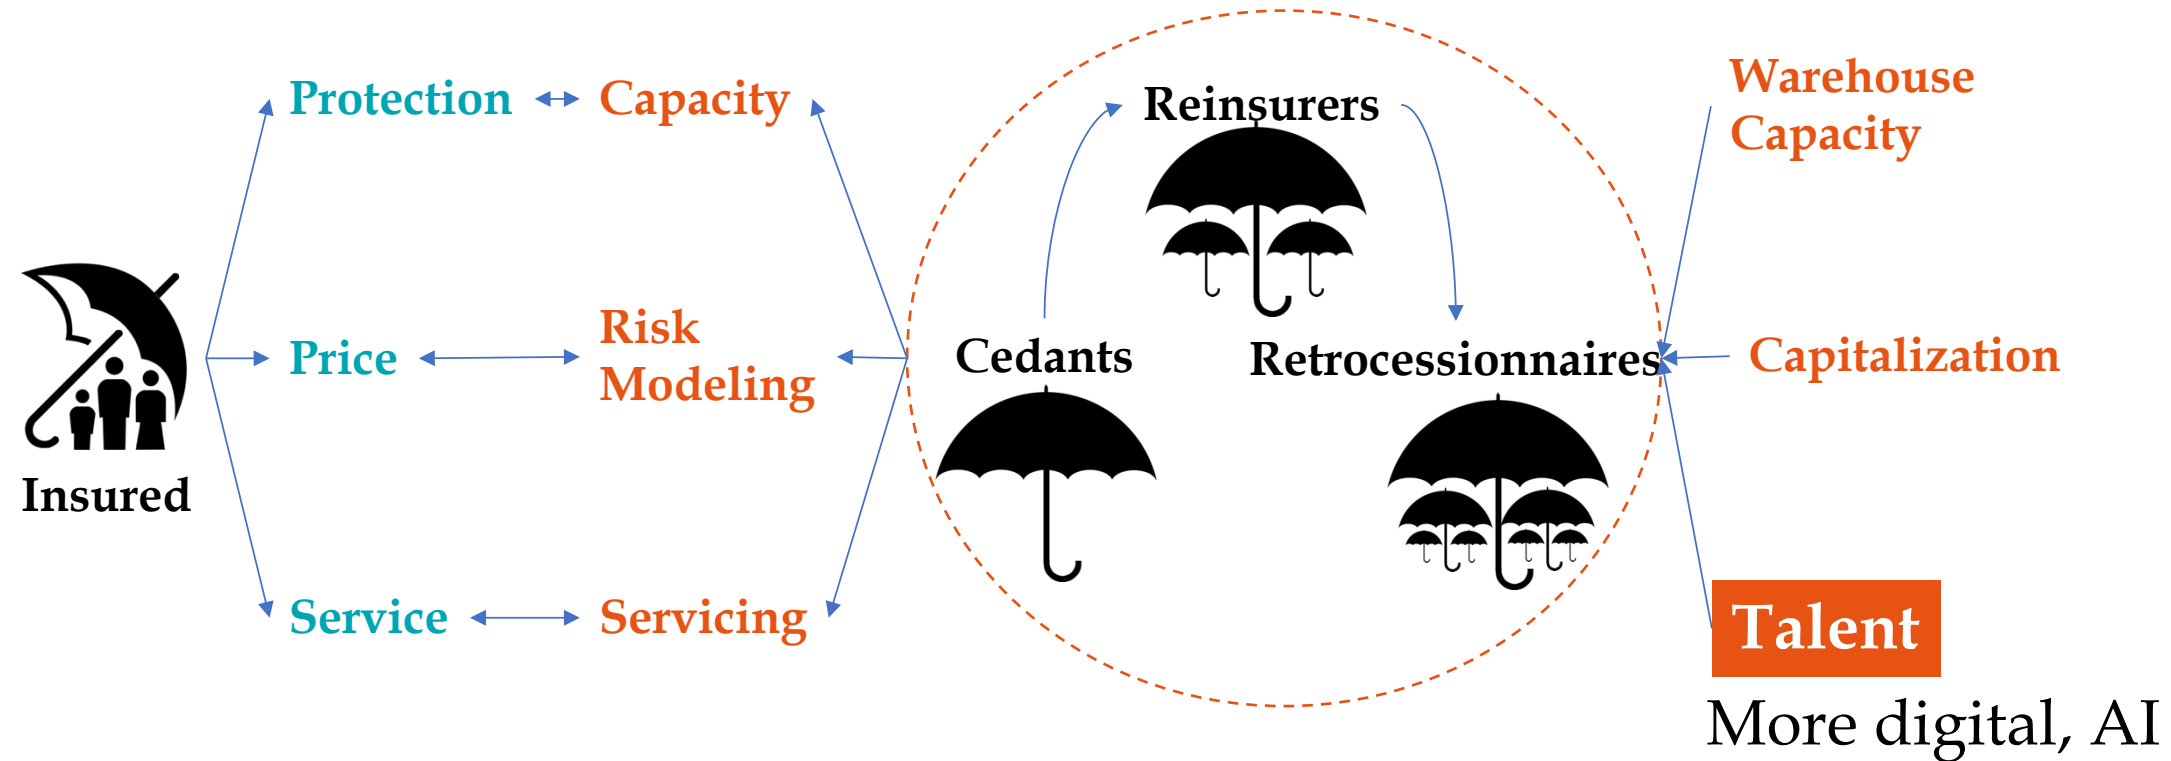 Protection
Capacity
Reinsurers
Warehouse
Capacity
Insured
Price
Risk
Modeling
Cedants
Retrocessionnaires
Capitalization
Service
Servicing
Talent
More digital, AI